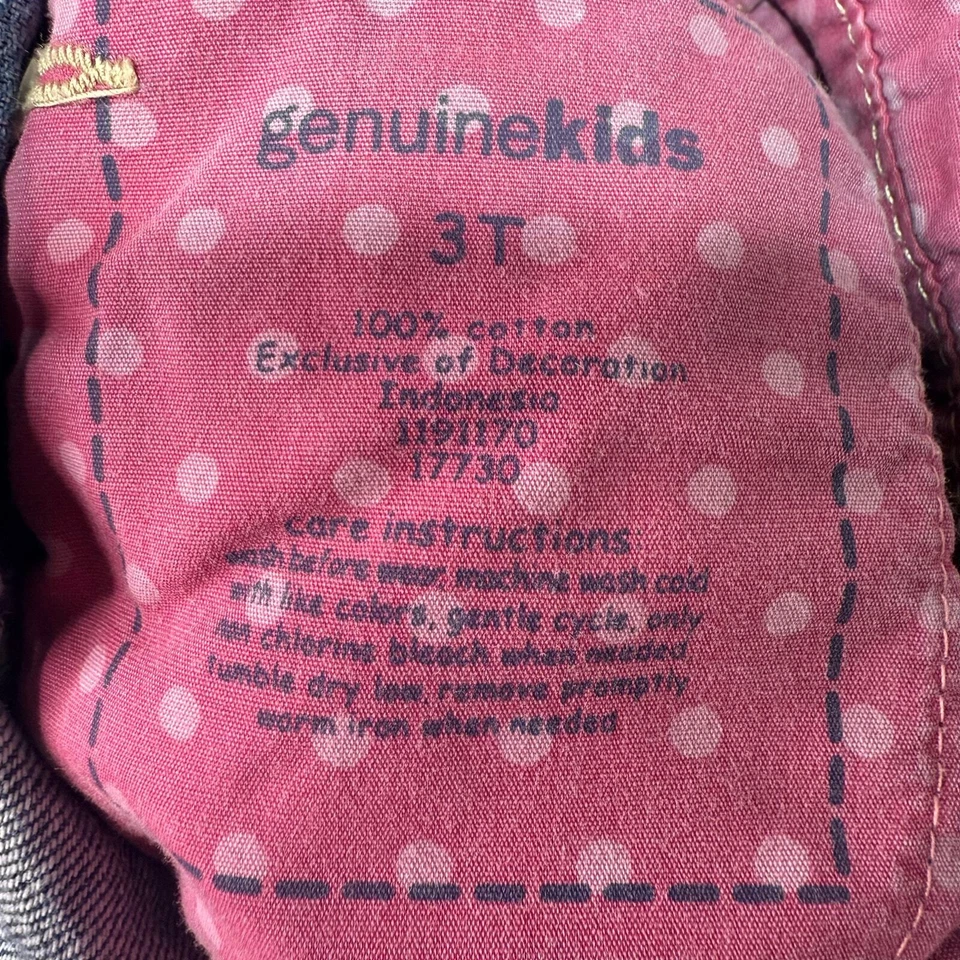 genuinekids
3T
100% cotton
Exclusive of Decoration
Indonesia
1191170
17730
care instructions
wash before wear, machine wash cold
with like colors, gentle cycle, only
non chlorine bleach when needed,
tumble dry low, remove promptly
warm iron when needed